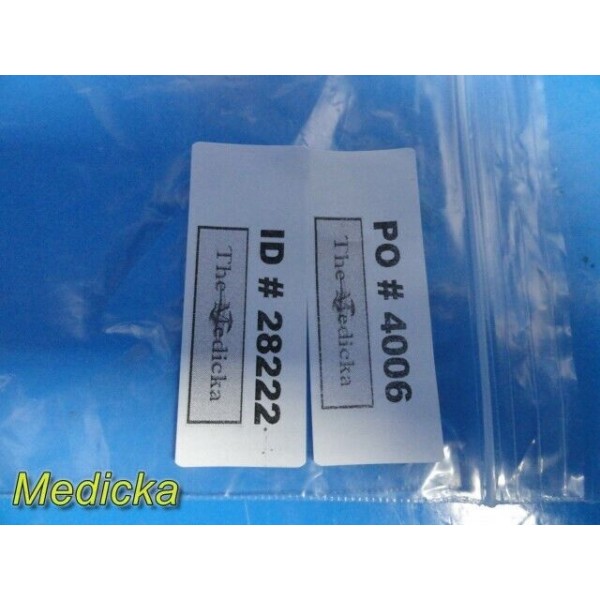 PO # 4006
The Medicka
ID # 28222
The Medicka
Medicka